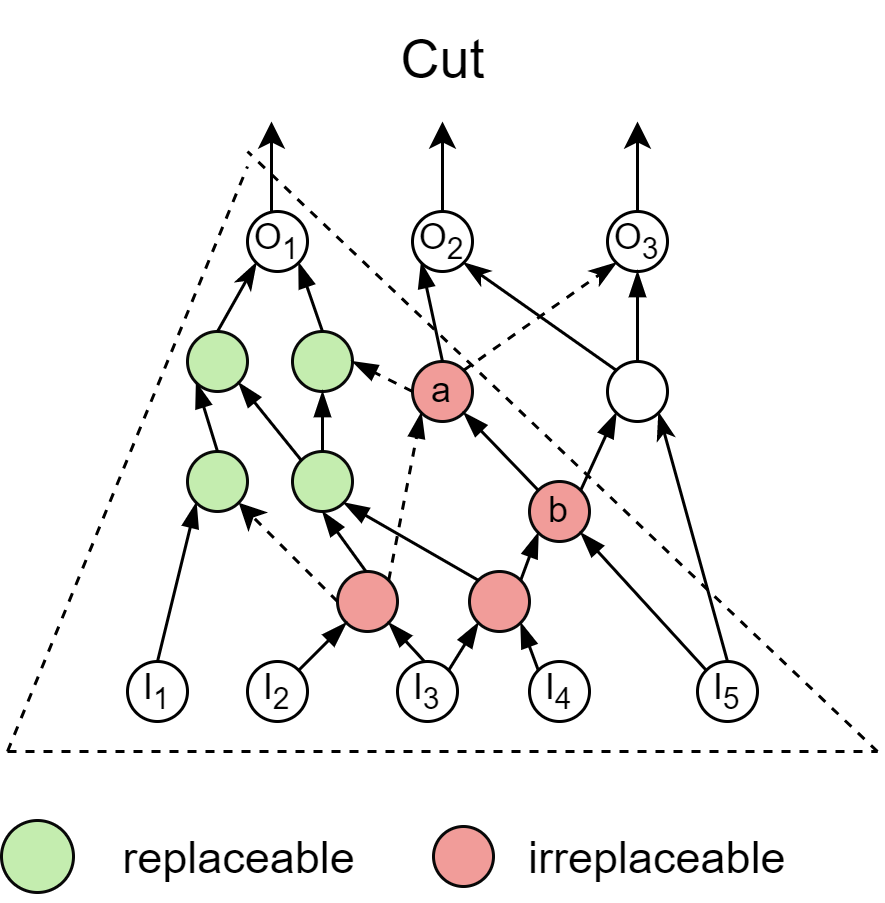 Cut
O1 O2 O3
a
b
I1 I2 I3 I4 I5
replaceable irreplaceable